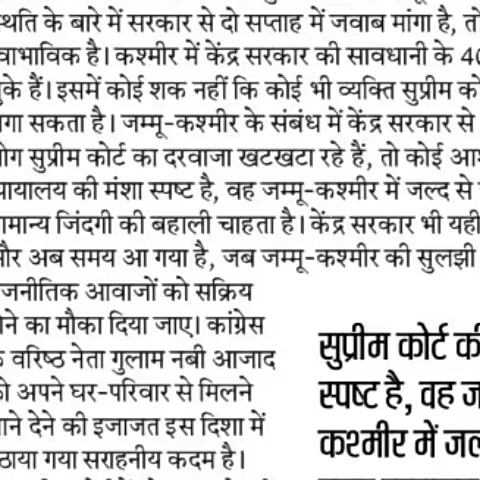 स्थति के बारे में सरकार से दो सप्ताह में जवाब मांगा है, तो
वाभाविक है। कश्मीर में केंद्र सरकार की सावधानी के 40
के हैं। इसमें कोई शक नहीं कि कोई भी व्यक्ति सुप्रीम को
गा सकता है। जम्मू-कश्मीर के संबंध में केंद्र सरकार से
ोग सुप्रीम कोर्ट का दरवाजा खटखटा रहे हैं, तो कोई आश
यायालय की मंशा स्पष्ट है, वह जम्मू-कश्मीर में जल्द से
ामान्य जिंदगी की बहाली चाहता है। केंद्र सरकार भी यही
और अब समय आ गया है, जब जम्मू-कश्मीर की सुलझी
जनीतिक आवाजों को सक्रिय
ोने का मौका दिया जाए। कांग्रेस
के वरिष्ठ नेता गुलाम नबी आजाद
को अपने घर-परिवार से मिलने
ाने देने की इजाजत इस दिशा में
ठाया गया सराहनीय कदम है।
सुप्रीम कोर्ट की
स्पष्ट है, वह ज
कश्मीर में जल